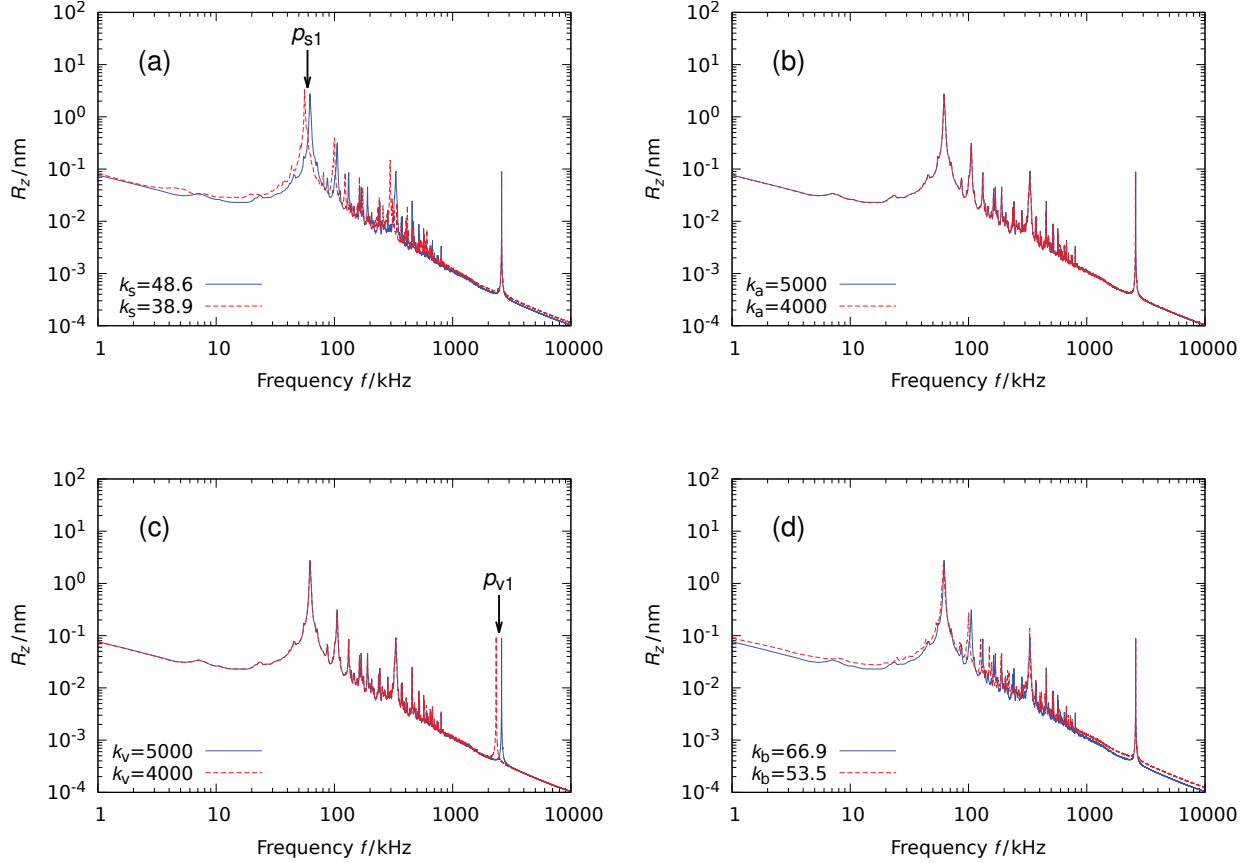 (a)
p_s1
10^2
10^1
10^0
10^-1
10^-2
10^-3
10^-4
R_z/nm
k_s=48.6
k_s=38.9
1 10 100 1000 10000
Frequency f/kHz
(b)
10^2
10^1
10^0
10^-1
10^-2
10^-3
10^-4
R_z/nm
k_a=5000
k_a=4000
1 10 100 1000 10000
Frequency f/kHz
(c)
p_v1
10^2
10^1
10^0
10^-1
10^-2
10^-3
10^-4
R_z/nm
k_v=5000
k_v=4000
1 10 100 1000 10000
Frequency f/kHz
(d)
10^2
10^1
10^0
10^-1
10^-2
10^-3
10^-4
R_z/nm
k_b=66.9
k_b=53.5
1 10 100 1000 10000
Frequency f/kHz